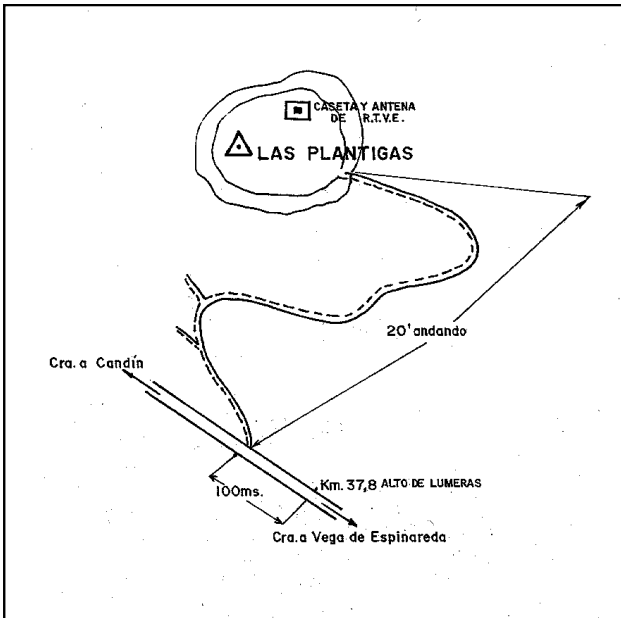 CASETA Y ANTENA
DE R.T.V.E.
LAS PLANTIGAS
20' andando
Cra. a Candín
Km. 37,8 ALTO DE LUMERAS
100ms.
Cra.a Vega de Espinareda